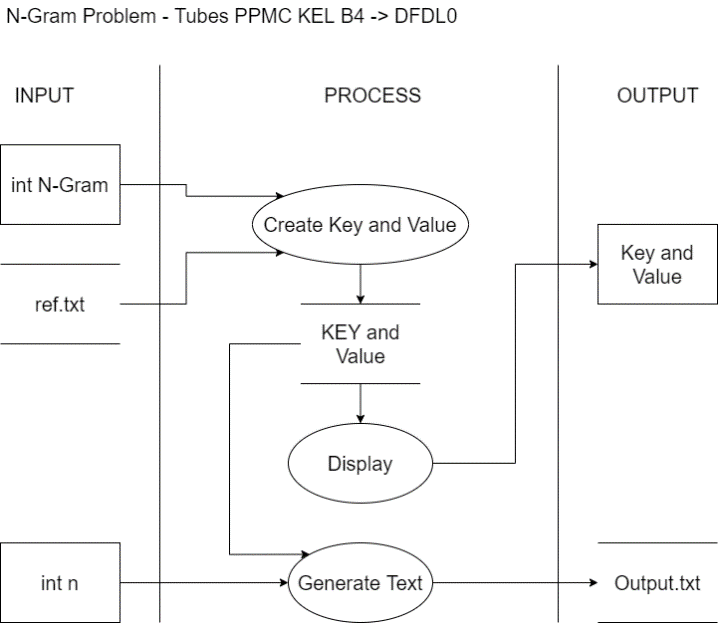 N-Gram Problem - Tubes PPMC KEL B4 -> DFDL0
INPUT
PROCESS
OUTPUT
int N-Gram
Create Key and Value
Key and
Value
ref.txt
KEY and
Value
Display
int n
Generate Text
Output.txt